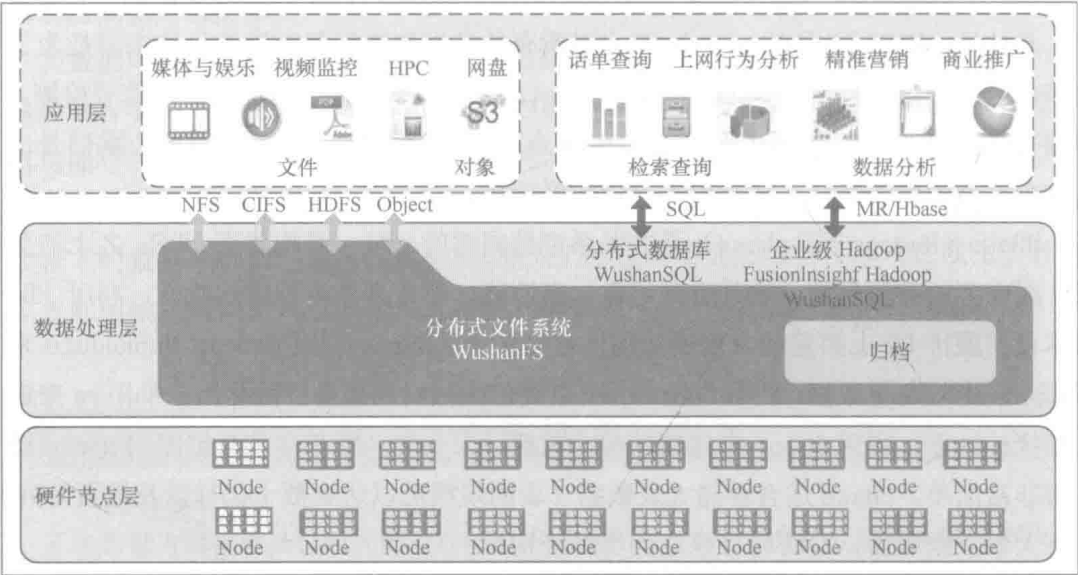 媒体与娱乐 视频监控 HPC 网盘
话单查询 上网行为分析 精准营销 商业推广
应用层
PDF
Adobe
S3
文件 对象
检索查询 数据分析
NFS CIFS HDFS Object
SQL MR/Hbase
分布式数据库
WushanSQL
企业级 Hadoop
Fusionlnsighf Hadoop
WushanSQL
数据处理层
分布式文件系统
WushanFS
归档
硬件节点层
Node Node Node Node Node Node Node Node Node Node
Node Node Node Node Node Node Node Node Node Node